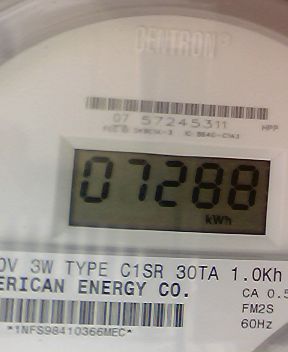 CENTRON®
07 57245311
HPP
07288
kWh
0V 3W TYPE C1SR 30TA 1.0Kh
ERICAN ENERGY CO.
CA 0.5
FM2S
60Hz
*1NFS98410366MEC*